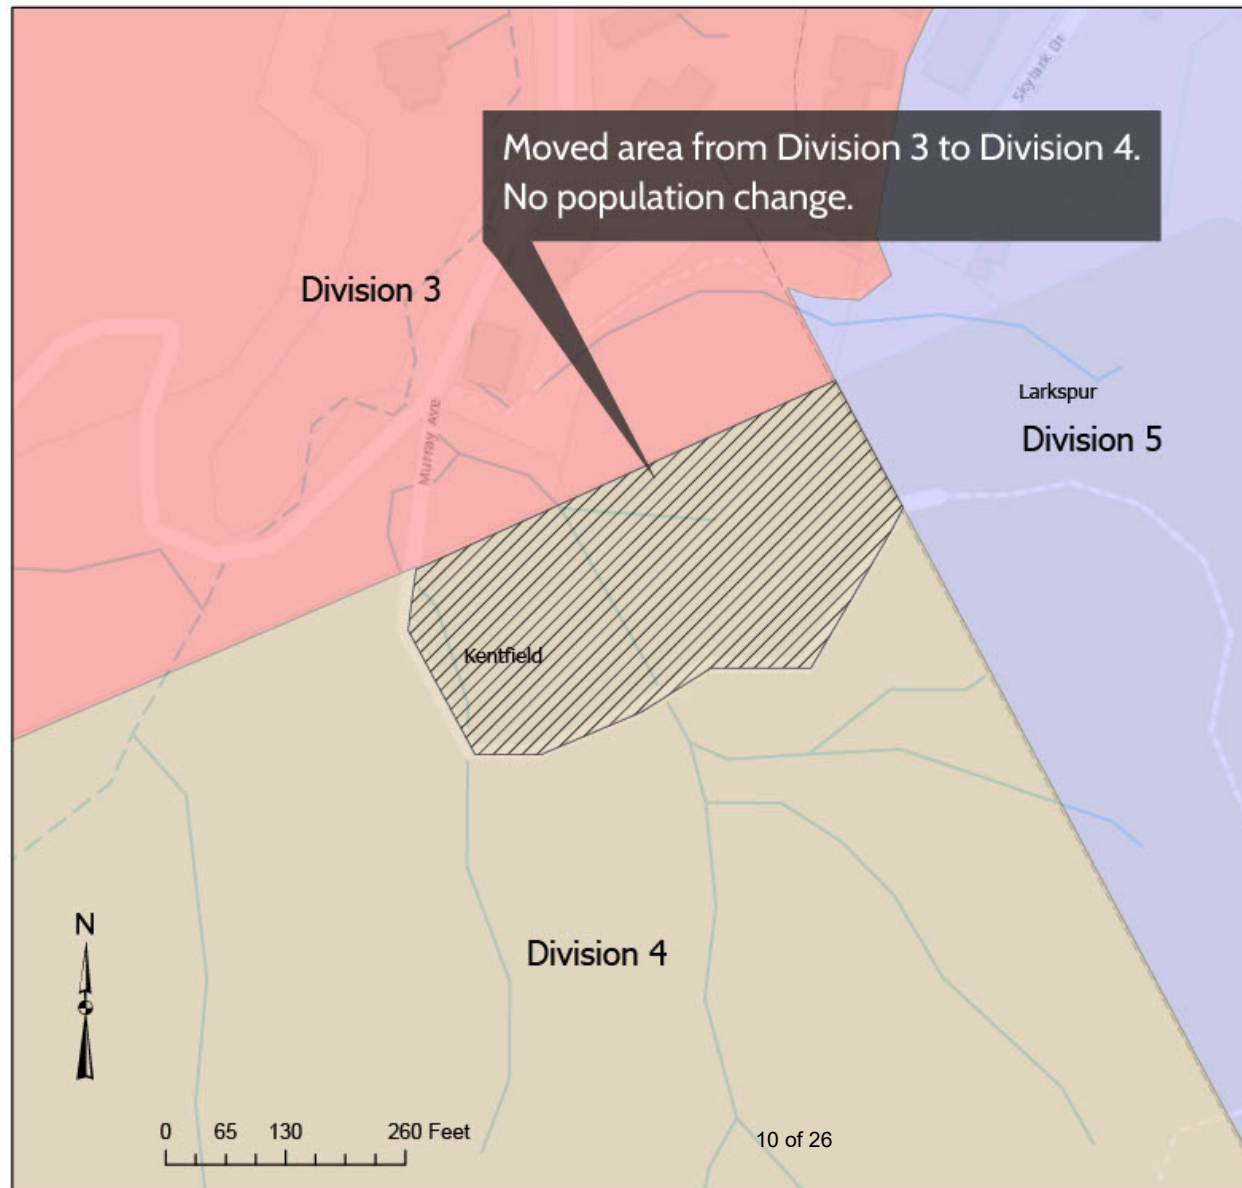 Skylark Dr
Moved area from Division 3 to Division 4.
No population change.
Division 3
Larkspur
Murray Ave
Division 5
Kentfield
N
Division 4
0 65 130 260 Feet
10 of 26